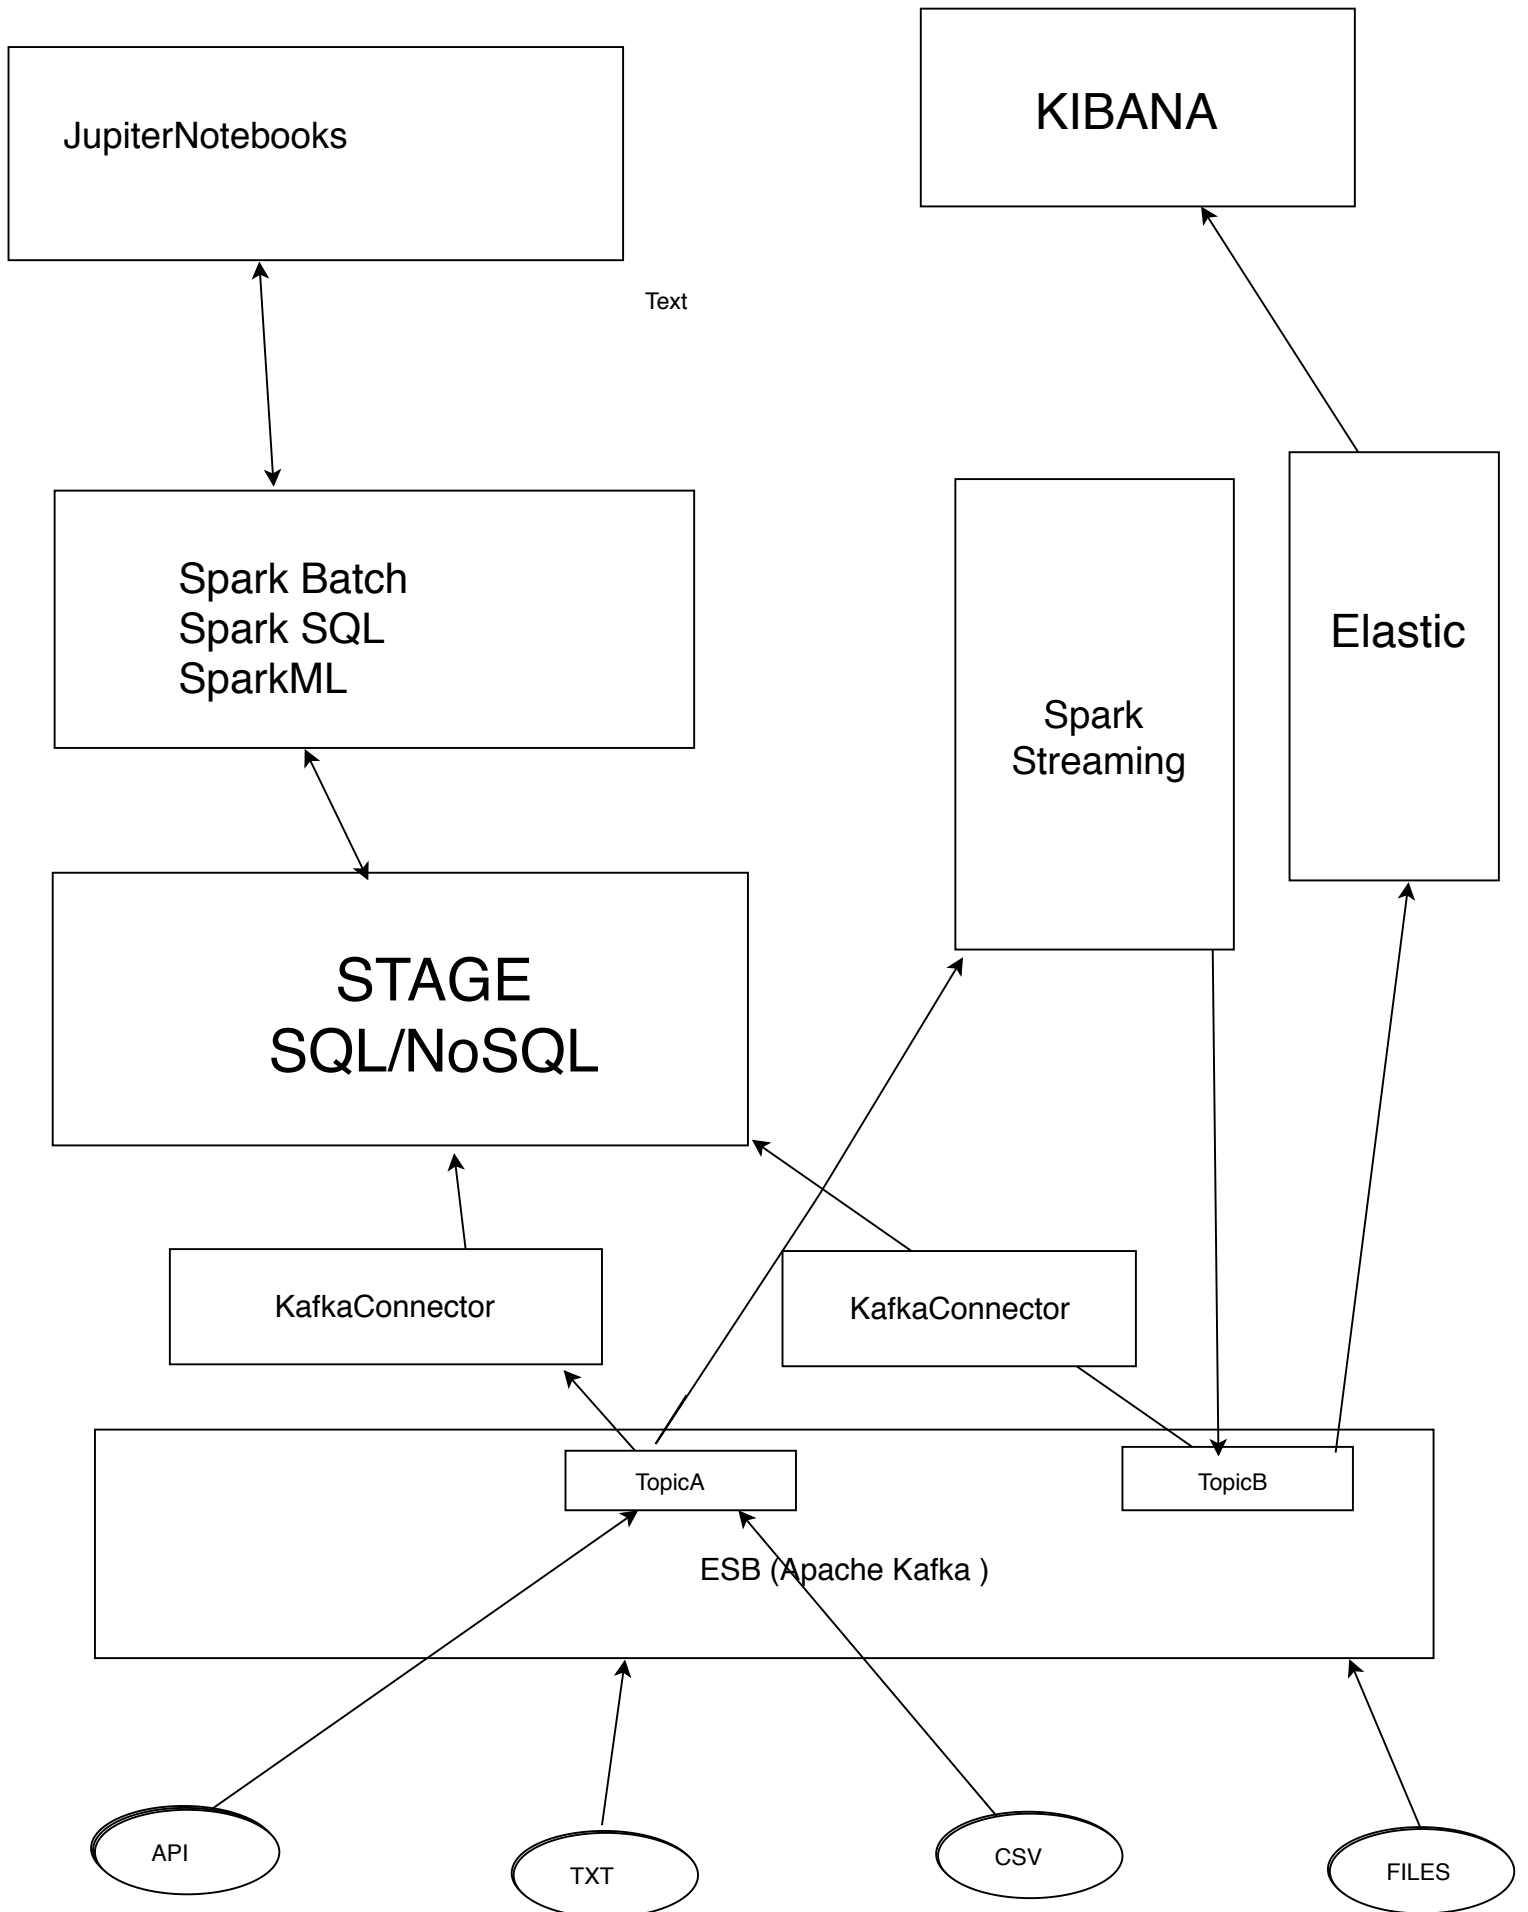 KIBANA
JupiterNotebooks
Text
Spark Batch
Spark SQL
SparkML
Elastic
Spark
Streaming
STAGE
SQL/NoSQL
KafkaConnector
KafkaConnector
TopicA
TopicB
ESB (Apache Kafka )
API
TXT
CSV
FILES